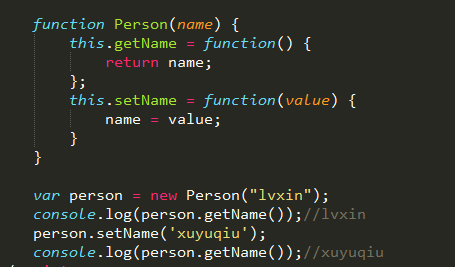 function Person(name) {
    this.getName = function() {
        return name;
    };
    this.setName = function(value) {
        name = value;
    }
}

var person = new Person("lvxin");
console.log(person.getName());//lvxin
person.setName('xuyuqiu');
console.log(person.getName());//xuyuqiu